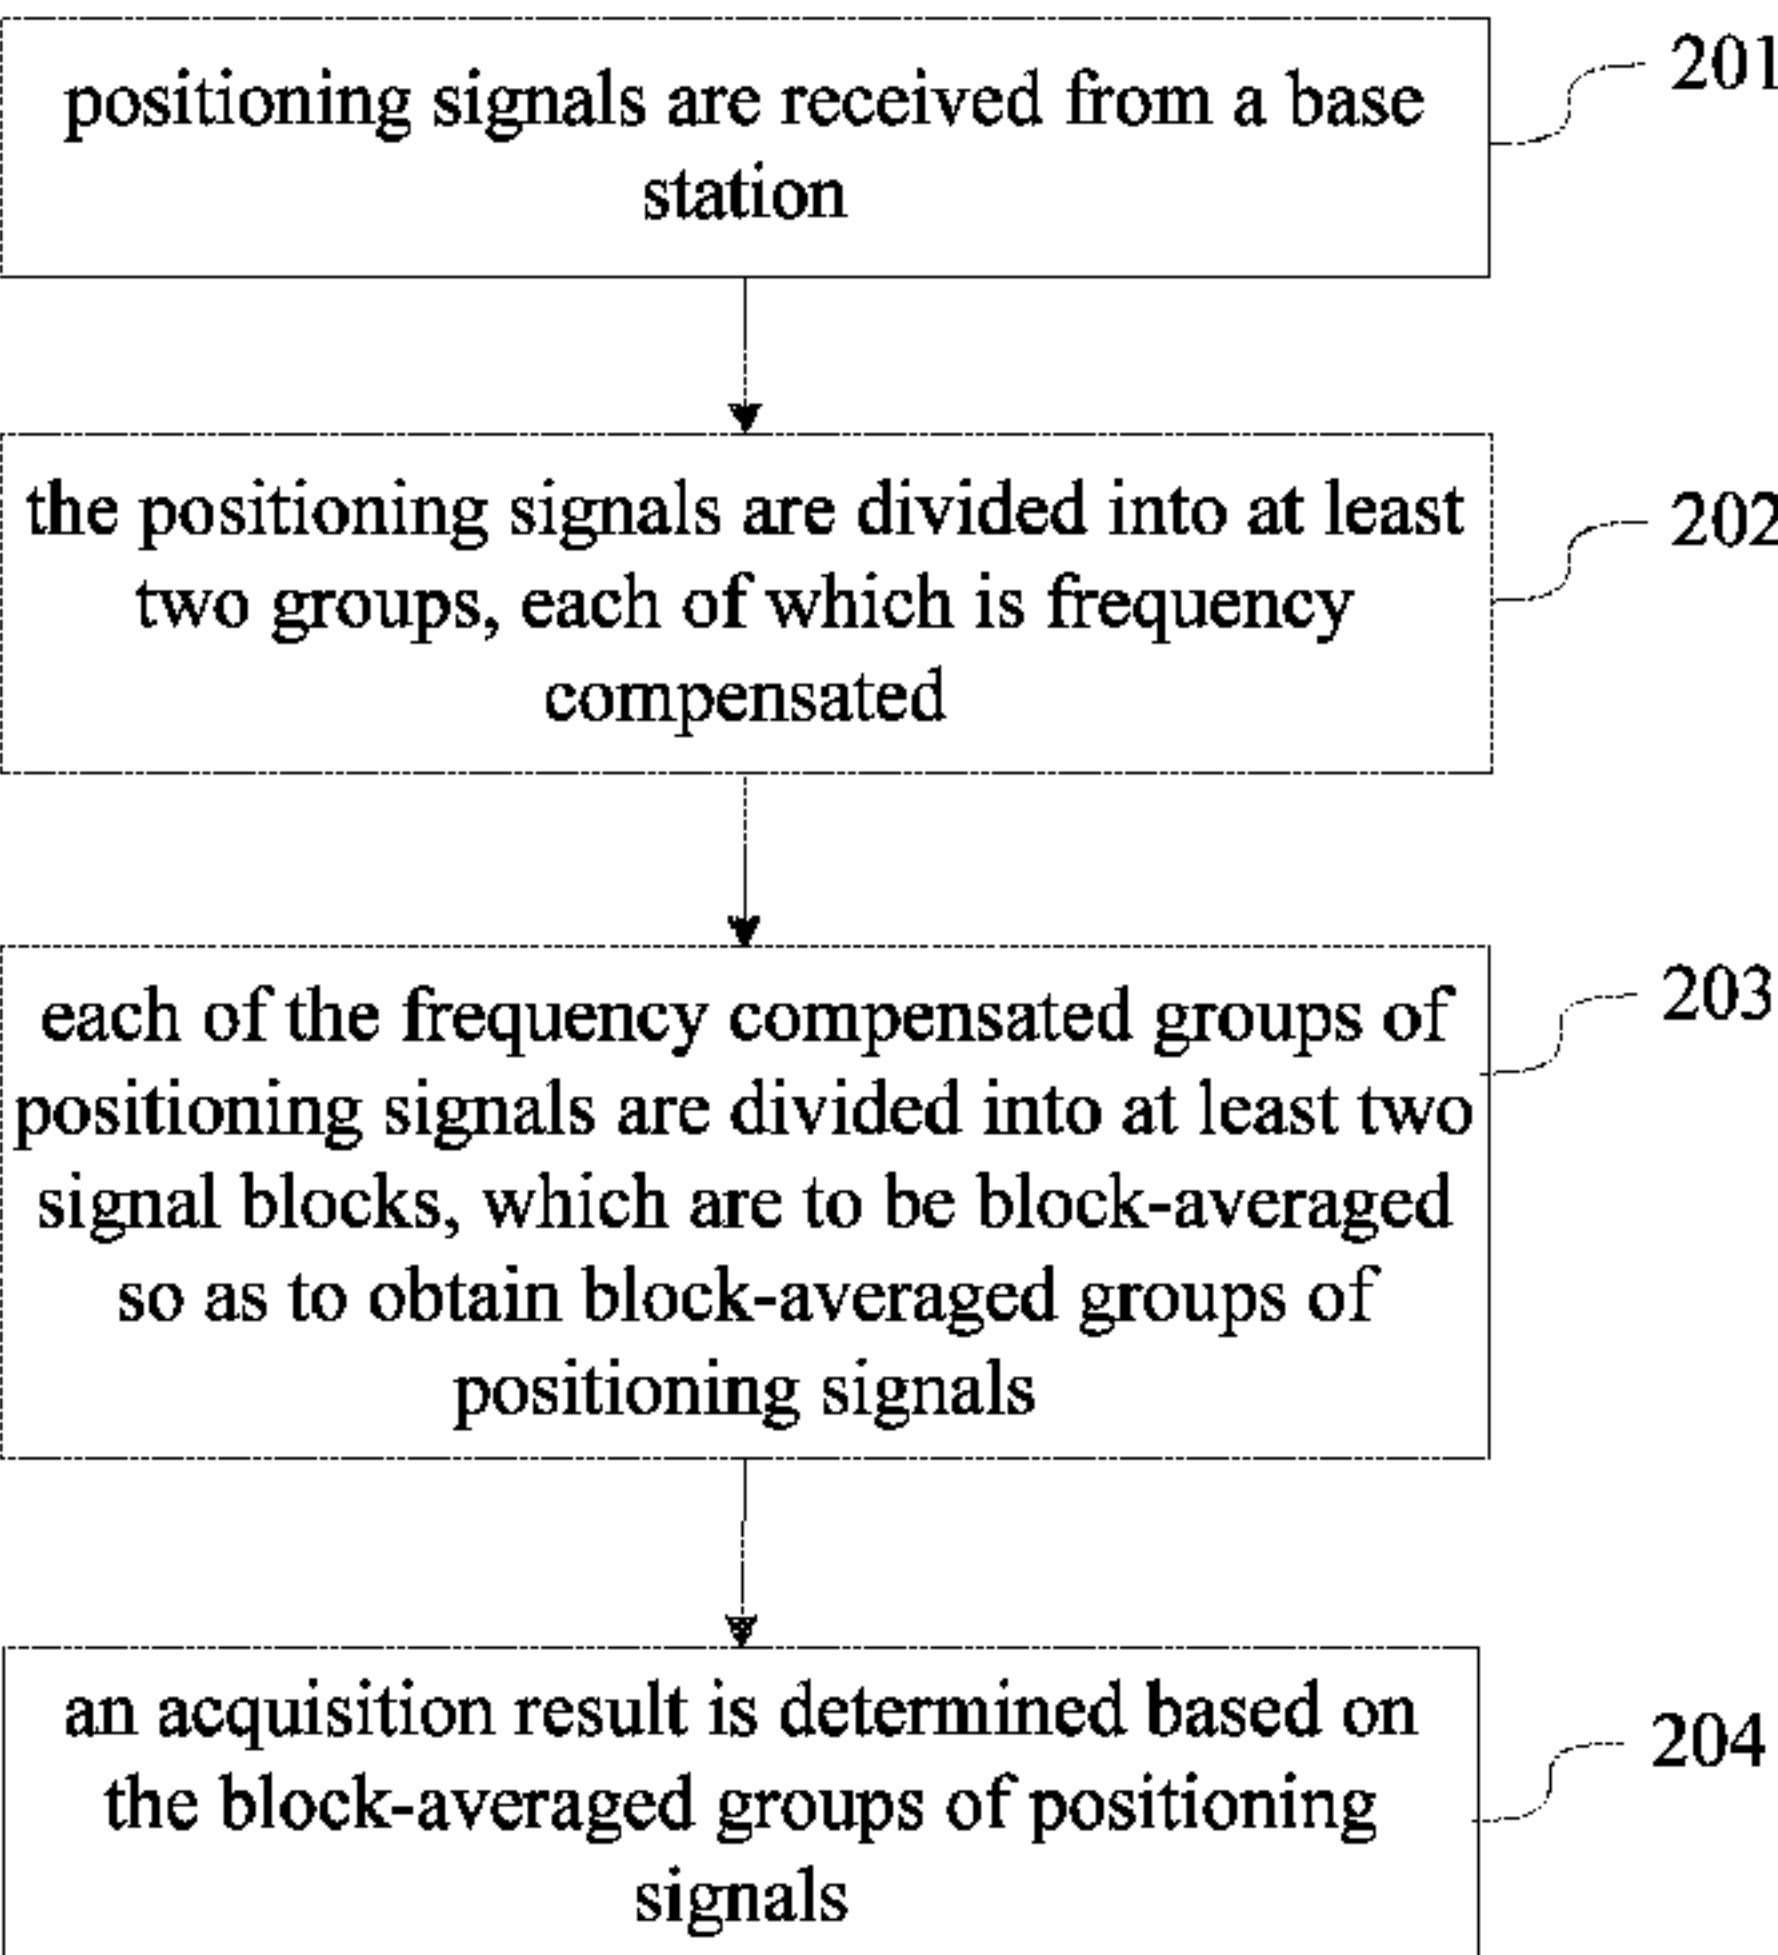 positioning signals are received from a base
station
201
the positioning signals are divided into at least
two groups, each of which is frequency
compensated
202
each of the frequency compensated groups of
positioning signals are divided into at least two
signal blocks, which are to be block-averaged
so as to obtain block-averaged groups of
positioning signals
203
an acquisition result is determined based on
the block-averaged groups of positioning
signals
204